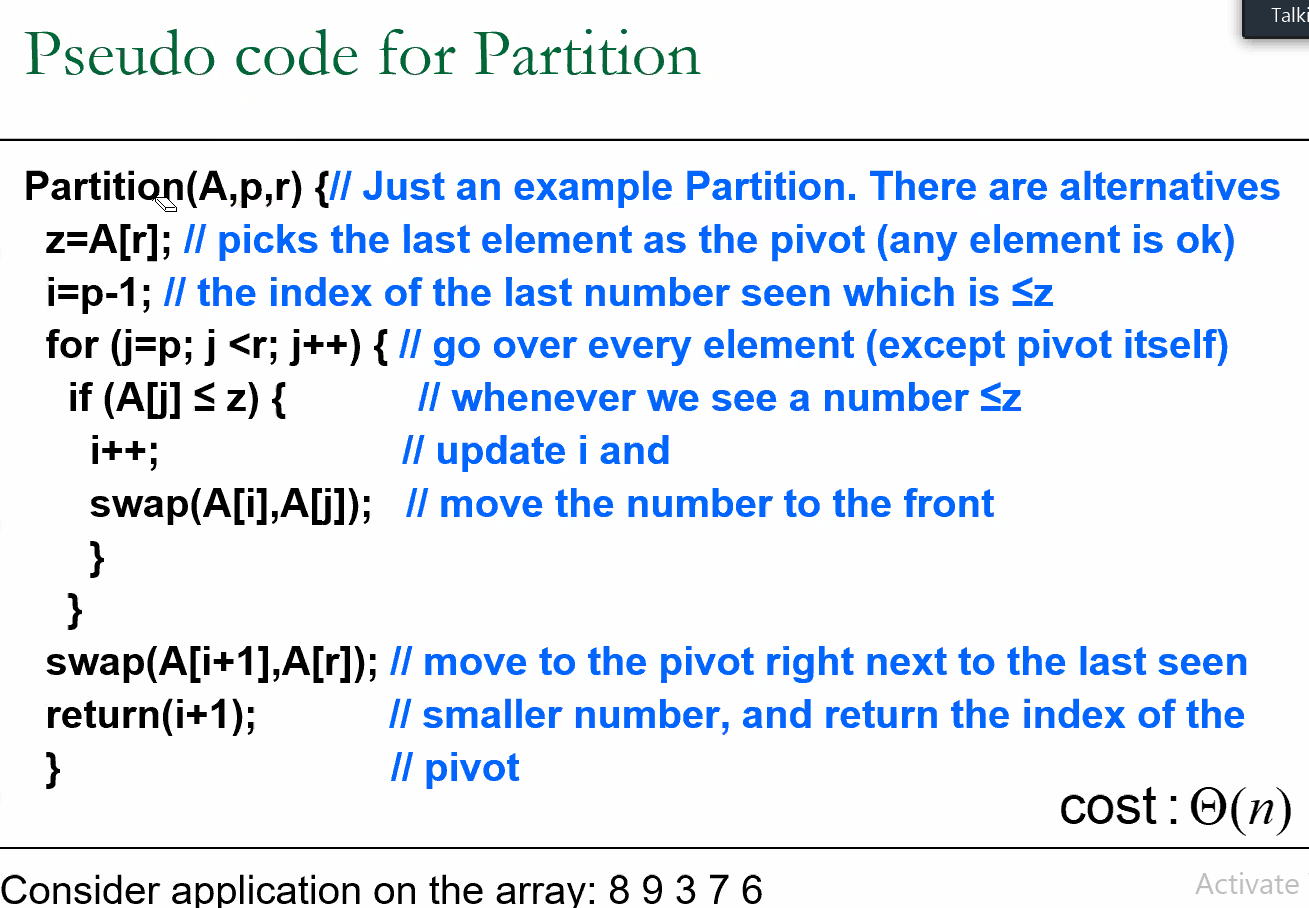 Talki
Pseudo code for Partition
Partition(A,p,r) {// Just an example Partition. There are alternatives
z=A[r]; // picks the last element as the pivot (any element is ok)
i=p-1; // the index of the last number seen which is ≤z
for (j=p; j <r; j++) { // go over every element (except pivot itself)
if (A[j] ≤ z) { // whenever we see a number ≤z
i++; // update i and
swap(A[i],A[j]); // move the number to the front
}
}
swap(A[i+1],A[r]); // move to the pivot right next to the last seen
return(i+1); // smaller number, and return the index of the
} // pivot
cost : Θ(n)
Consider application on the array: 8 9 3 7 6
Activate